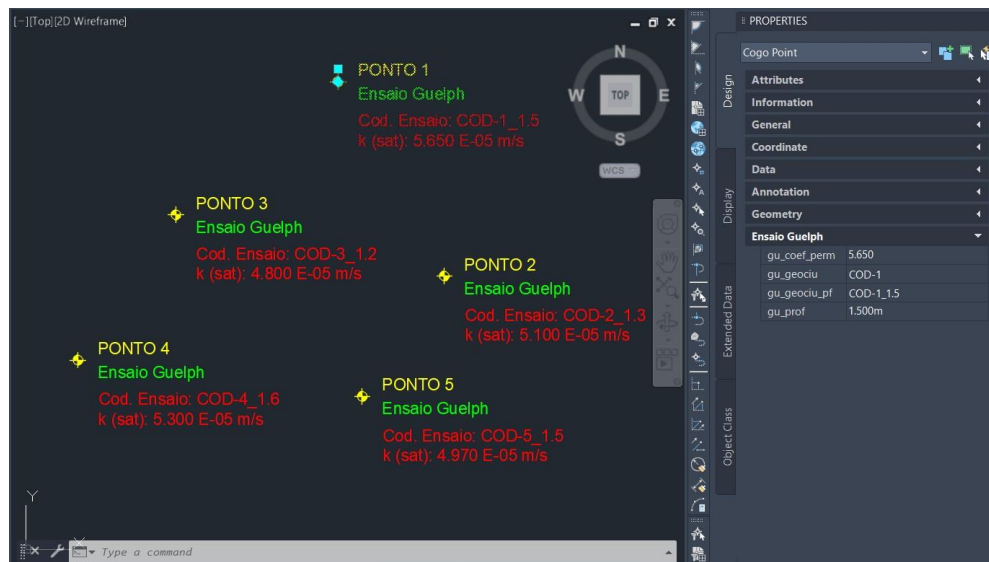 [−][Top][2D Wireframe]
PONTO 1
Ensaio Guelph
Cod. Ensaio: COD-1_1.5
k (sat): 5.650 E-05 m/s
N
W
TOP
E
S
WCS
PONTO 3
Ensaio Guelph
Cod. Ensaio: COD-3_1.2
k (sat): 4.800 E-05 m/s
PONTO 2
Ensaio Guelph
Cod. Ensaio: COD-2_1.3
k (sat): 5.100 E-05 m/s
PONTO 4
Ensaio Guelph
Cod. Ensaio: COD-4_1.6
k (sat): 5.300 E-05 m/s
PONTO 5
Ensaio Guelph
Cod. Ensaio: COD-5_1.5
k (sat): 4.970 E-05 m/s
Y
X
Type a command
PROPERTIES
Cogo Point
Design
Display
Extended Data
Object Class
Attributes
Information
General
Coordinate
Data
Annotation
Geometry
Ensaio Guelph
gu_coef_perm 5.650
gu_geociu COD-1
gu_geociu_pf COD-1_1.5
gu_prof 1.500m